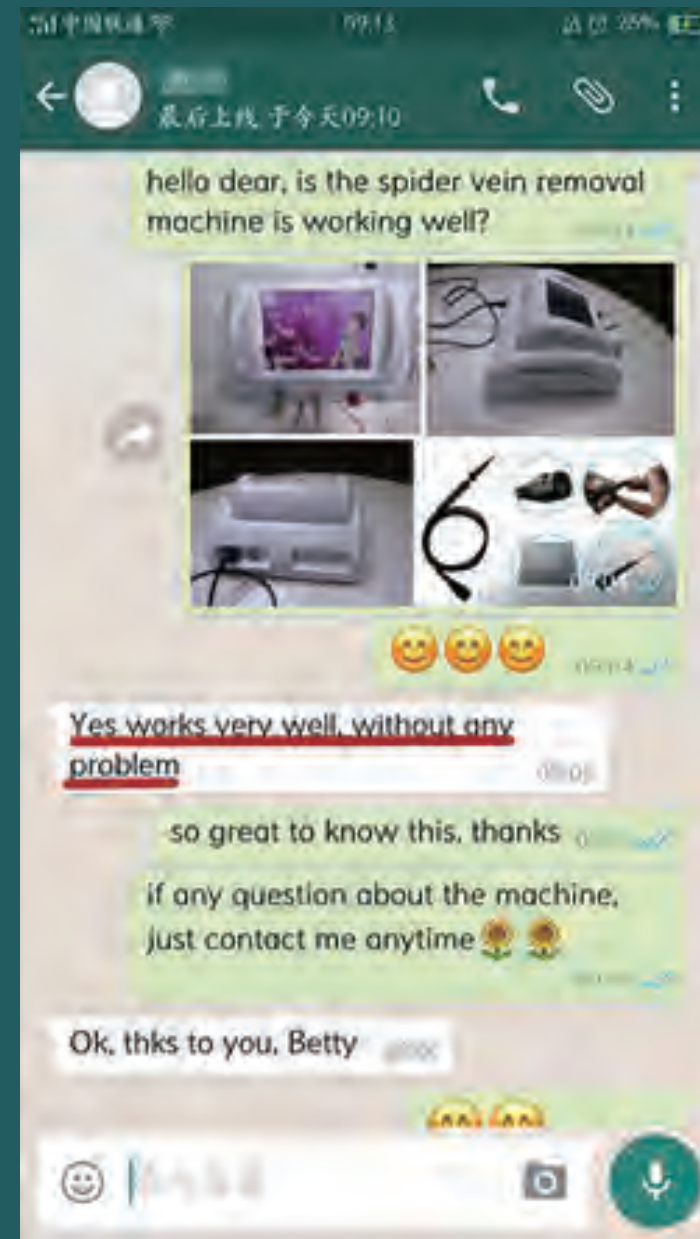 09:13
最后上线 于今天09:10
hello dear, is the spider vein removal
machine is working well?
Yes works very well, without any
problem
so great to know this, thanks
if any question about the machine,
just contact me anytime
Ok, thks to you, Betty